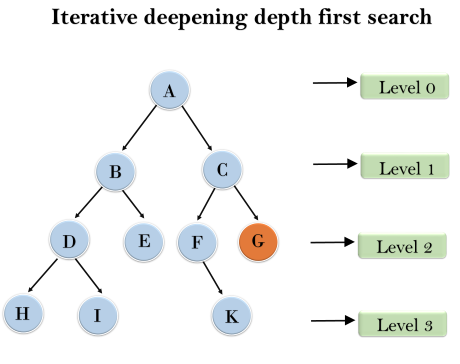 Iterative deepening depth first search
A
Level 0
B
C
Level 1
D
E
F
G
Level 2
H
I
K
Level 3